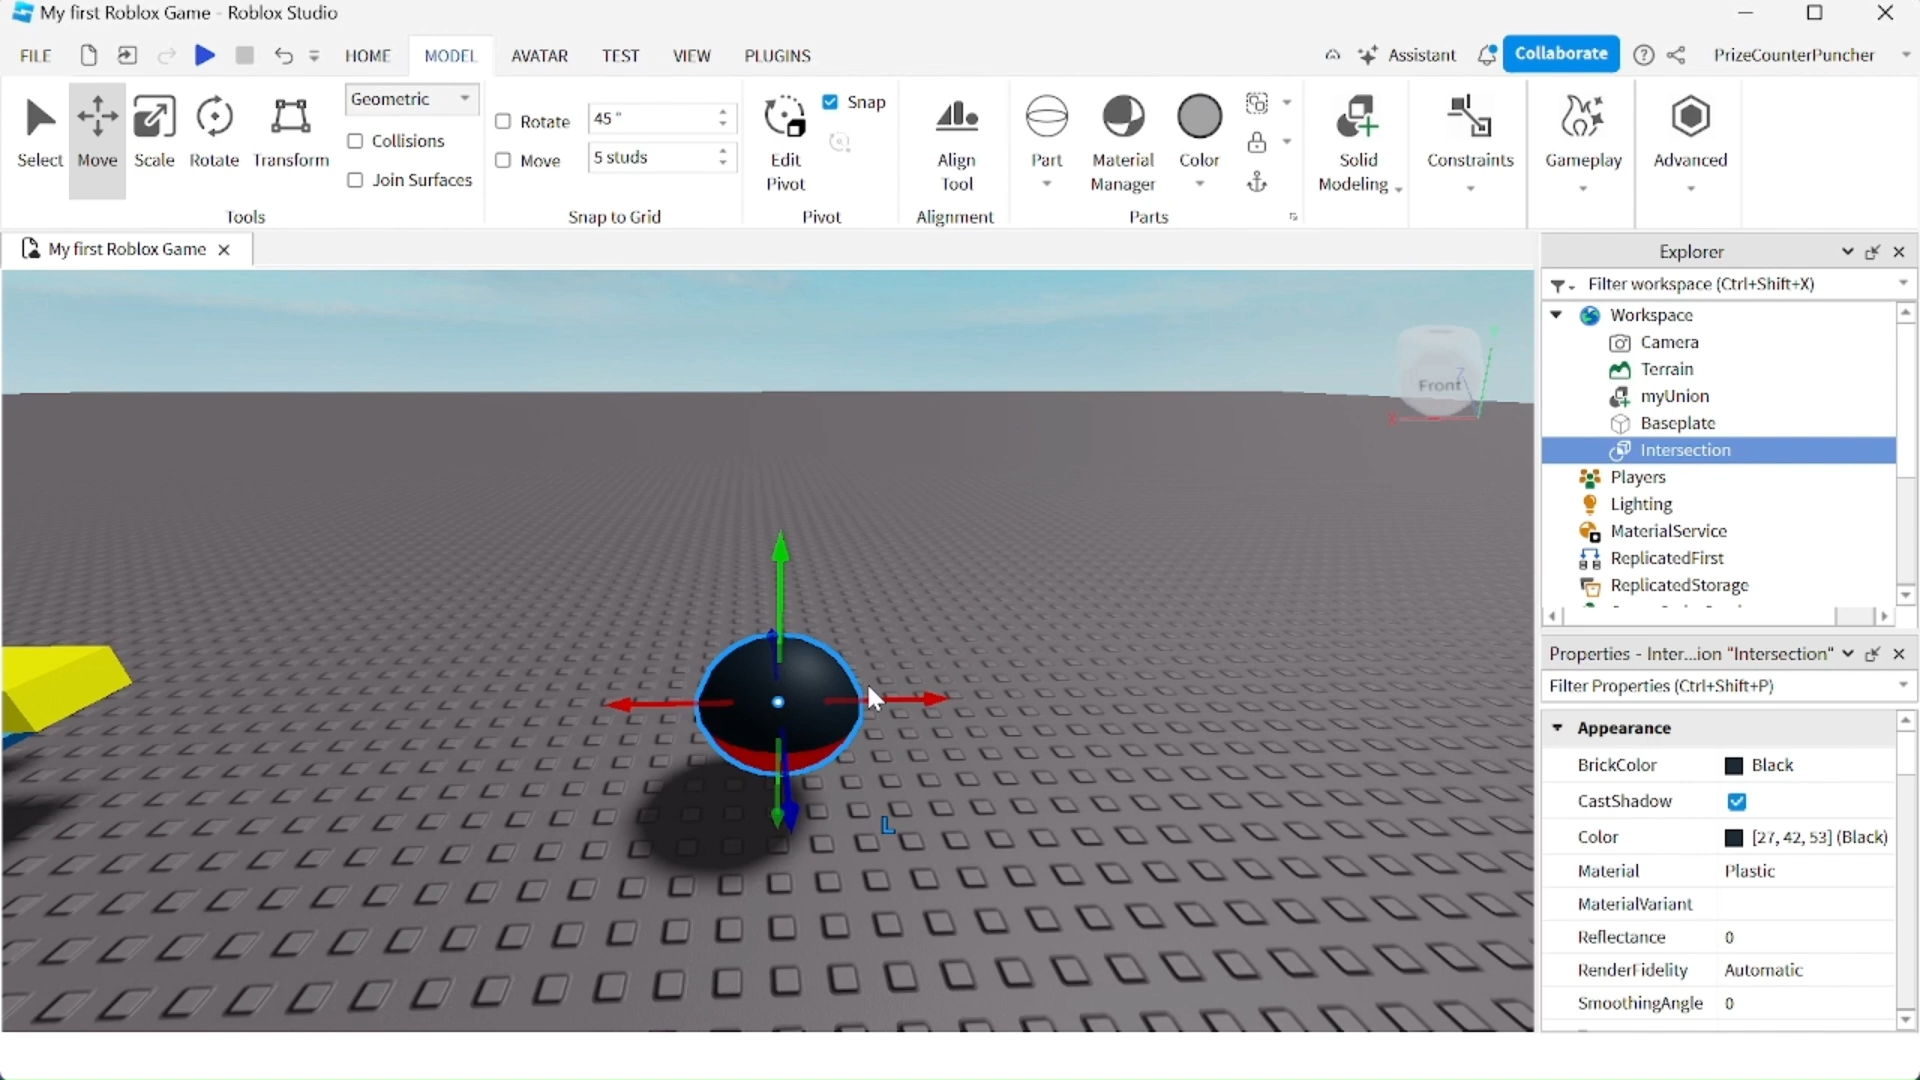 My first Roblox Game - Roblox Studio
FILE HOME MODEL AVATAR TEST VIEW PLUGINS Assistant Collaborate PrizeCounterPuncher
Select Move Scale Rotate Transform
Geometric
Collisions
Join Surfaces
Tools
Rotate 45 °
Move 5 studs
Snap to Grid
Edit
Pivot
Snap
Pivot
Align
Tool
Alignment
Part
Material
Manager
Color
Parts
Solid
Modeling
Constraints
Gameplay
Advanced
My first Roblox Game
Front
X
Z
L
Explorer
Filter workspace (Ctrl+Shift+X)
Workspace
Camera
Terrain
myUnion
Baseplate
Intersection
Players
Lighting
MaterialService
ReplicatedFirst
ReplicatedStorage
Properties - Inter...ion "Intersection"
Filter Properties (Ctrl+Shift+P)
Appearance
BrickColor Black
CastShadow
Color [27, 42, 53] (Black)
Material Plastic
MaterialVariant
Reflectance 0
RenderFidelity Automatic
SmoothingAngle 0